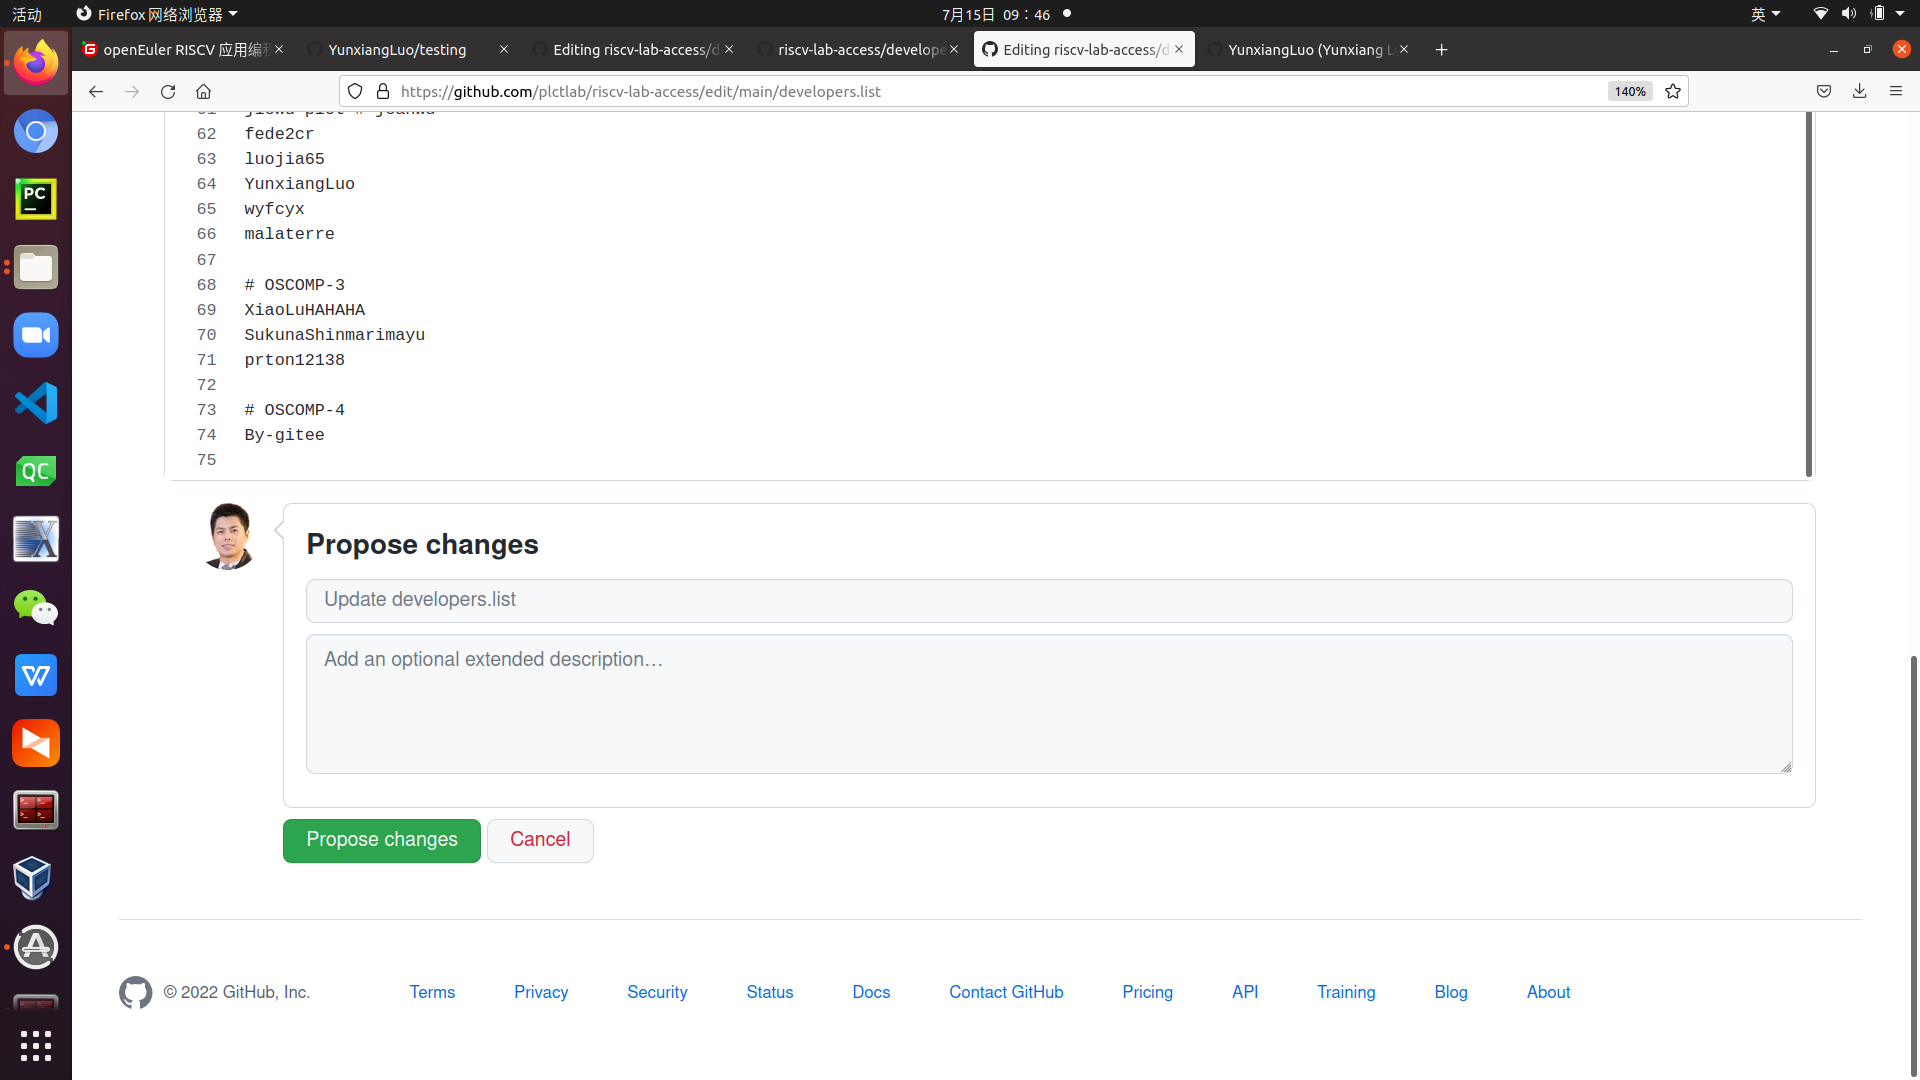 活动
Firefox 网络浏览器
7月15日 09：46
英
openEuler RISCV 应用编程
YunxiangLuo/testing
Editing riscv-lab-access/d
riscv-lab-access/develope
Editing riscv-lab-access/d
YunxiangLuo (Yunxiang L
https://github.com/plctlab/riscv-lab-access/edit/main/developers.list
140%
62 fede2cr
63 luojia65
64 YunxiangLuo
65 wyfcyx
66 malaterre
67
68 # OSCOMP-3
69 XiaoLuHAHAHA
70 SukunaShinmarimayu
71 prton12138
72
73 # OSCOMP-4
74 By-gitee
75
Propose changes
Update developers.list
Add an optional extended description…
Propose changes
Cancel
© 2022 GitHub, Inc.
Terms
Privacy
Security
Status
Docs
Contact GitHub
Pricing
API
Training
Blog
About
PC
QC